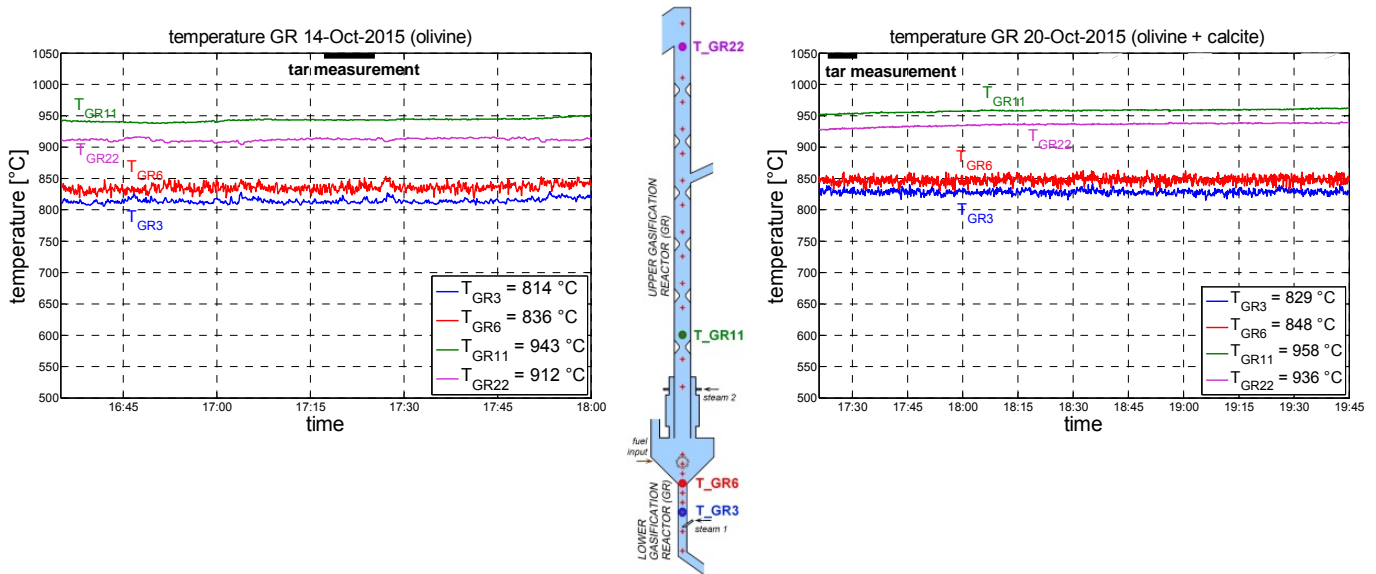 temperature GR 14-Oct-2015 (olivine)
1050
1000
950
900
850
800
750
700
650
600
550
500
temperature [°C]
tar measurement
T_GR11
T_GR22
T_GR6
T_GR3
T_GR3 = 814 °C
T_GR6 = 836 °C
T_GR11 = 943 °C
T_GR22 = 912 °C
16:45 17:00 17:15 17:30 17:45 18:00
time
T_GR22
UPPER GASIFICATION
REACTOR (GR)
T_GR11
steam 2
fuel
input
T_GR6
T_GR3
steam 1
LOWER
GASIFICATION
REACTOR (GR)
temperature GR 20-Oct-2015 (olivine + calcite)
1050
1000
950
900
850
800
750
700
650
600
550
500
temperature [°C]
tar measurement
T_GR11
T_GR22
T_GR6
T_GR3
T_GR3 = 829 °C
T_GR6 = 848 °C
T_GR11 = 958 °C
T_GR22 = 936 °C
17:30 17:45 18:00 18:15 18:30 18:45 19:00 19:15 19:30 19:45
time